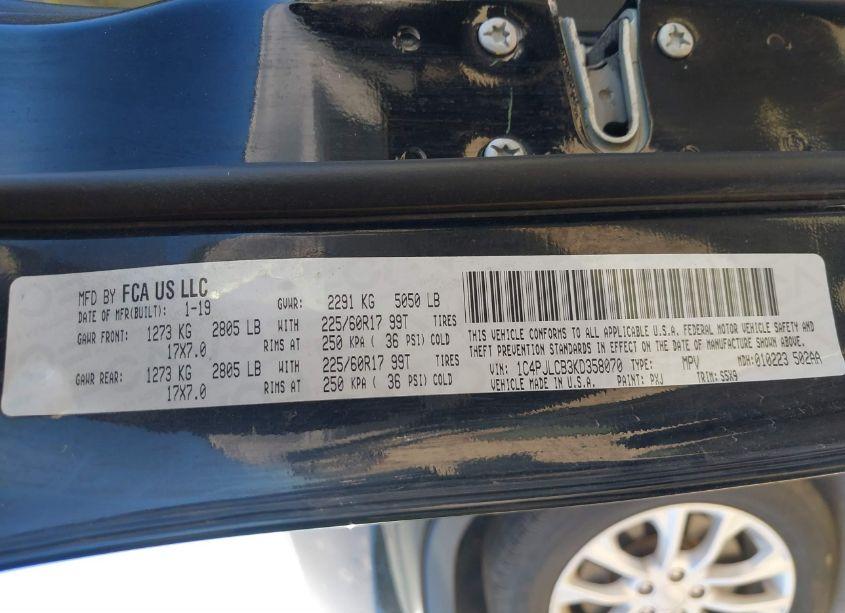 MFD BY FCA US LLC
DATE OF MFR(BUILT): 1-19 GVWR: 2291 KG 5050 LB
GAWR FRONT: 1273 KG 2805 LB WITH 225/60R17 99T TIRES
17X7.0 RIMS AT 250 KPA ( 36 PSI) COLD
GAWR REAR: 1273 KG 2805 LB WITH 225/60R17 99T TIRES
17X7.0 RIMS AT 250 KPA ( 36 PSI) COLD
THIS VEHICLE CONFORMS TO ALL APPLICABLE U.S.A. FEDERAL MOTOR VEHICLE SAFETY AND
THEFT PREVENTION STANDARDS IN EFFECT ON THE DATE OF MANUFACTURE SHOWN ABOVE.
VIN: 1C4PJLCB3KD358070 TYPE: MPV MDH: 010223 502AA
VEHICLE MADE IN U.S.A. PAINT: PXJ TRIM: S5X9